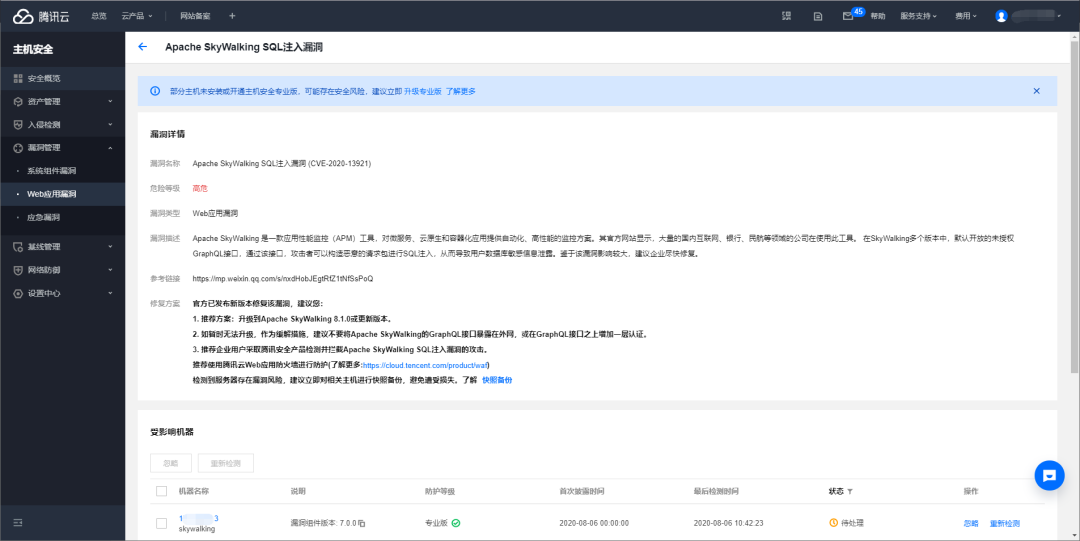 腾讯云 总览 云产品 网站备案 + 45 帮助 服务支持 费用
主机安全
Apache SkyWalking SQL注入漏洞
安全概览
资产管理
入侵检测
漏洞管理
系统组件漏洞
Web应用漏洞
应急漏洞
基线管理
网络防御
设置中心
部分主机未安装或开通主机安全专业版，可能存在安全风险，建议立即 升级专业版 了解更多
漏洞详情
漏洞名称 Apache SkyWalking SQL注入漏洞 (CVE-2020-13921)
危险等级 高危
漏洞类型 Web应用漏洞
漏洞描述 Apache SkyWalking 是一款应用性能监控（APM）工具，对微服务、云原生和容器化应用提供自动化、高性能的监控方案。其官方网站显示，大量的国内互联网、银行、民航等领域的公司在使用此工具。 在SkyWalking多个版本中，默认开放的未授权
GraphQL接口，通过该接口，攻击者可以构造恶意的请求包进行SQL注入，从而导致用户数据库敏感信息泄露。鉴于该漏洞影响较大，建议企业尽快修复。
参考链接 https://mp.weixin.qq.com/s/nxdHobJEgtRfZ1tNfSsPoQ
修复方案 官方已发布新版本修复该漏洞，建议您：
1. 推荐方案：升级到Apache SkyWalking 8.1.0或更新版本。
2. 如暂时无法升级，作为缓解措施，建议不要将Apache SkyWalking的GraphQL接口暴露在外网，或在GraphQL接口之上增加一层认证。
3. 推荐企业用户采取腾讯安全产品检测并拦截Apache SkyWalking SQL注入漏洞的攻击。
推荐使用腾讯云Web应用防火墙进行防护(了解更多:https://cloud.tencent.com/product/waf)
检测到服务器存在漏洞风险，建议立即对相关主机进行快照备份，避免遭受损失。了解 快照备份
受影响机器
忽略 重新检测
机器名称 说明 防护等级 首次披露时间 最后检测时间 状态 操作
1 3
skywalking 漏洞组件版本: 7.0.0 专业版 2020-08-06 00:00:00 2020-08-06 10:42:23 待处理 忽略 重新检测